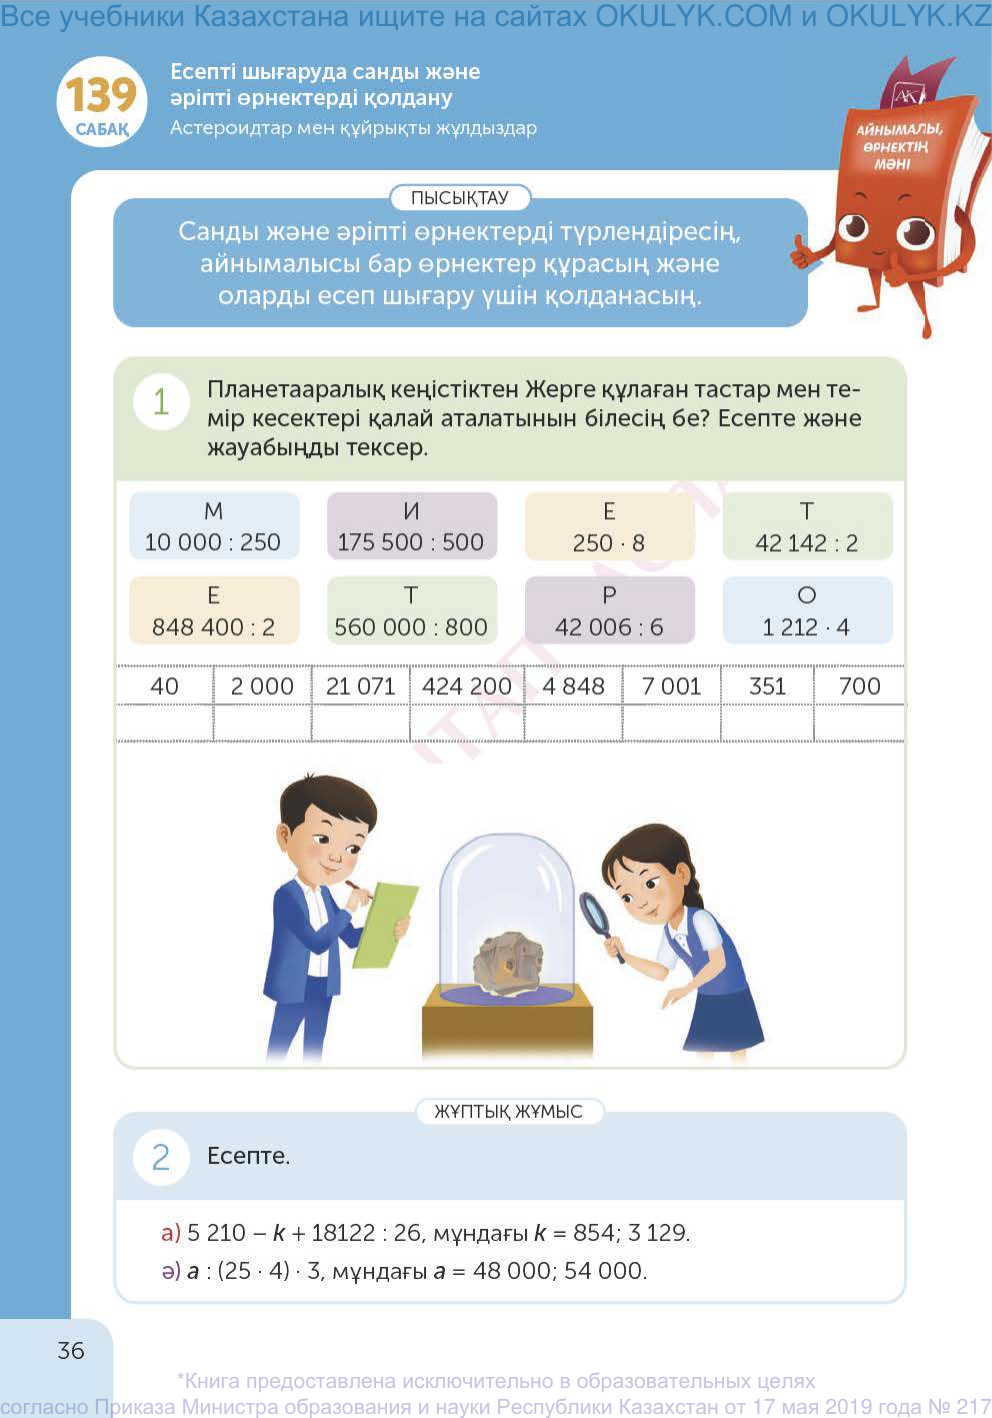 Все учебники Казахстана ищите на сайтах OKULYK.COM и OKULYK.KZ
139
САБАҚ
Есепті шығаруда санды және
әріпті өрнектерді қолдану
Астероидтар мен құйрықты жұлдыздар
АҚ
АЙНЫМАЛЫ,
ӨРНЕКТІҢ
МӘНІ
ПЫСЫҚТАУ
Санды және әріпті өрнектерді түрлендіресің,
айнымалысы бар өрнектер құрасың және
оларды есеп шығару үшін қолданасың.
1
Планетааралық кеңістіктен Жерге құлаған тастар мен те-
мір кесектері қалай аталатынын білесің бе? Есепте және
жауабыңды тексер.
М И Е Т
10 000 : 250 175 500 : 500 250 · 8 42 142 : 2
Е Т Р О
848 400 : 2 560 000 : 800 42 006 : 6 1 212 · 4
40 2 000 21 071 424 200 4 848 7 001 351 700
ЖҰПТЫҚ ЖҰМЫС
2
Есепте.
а) 5 210 – k + 18122 : 26, мұндағы k = 854; 3 129.
ә) a : (25 · 4) · 3, мұндағы a = 48 000; 54 000.
36
*Книга предоставлена исключительно в образовательных целях
согласно Приказа Министра образования и науки Республики Казахстан от 17 мая 2019 года № 217